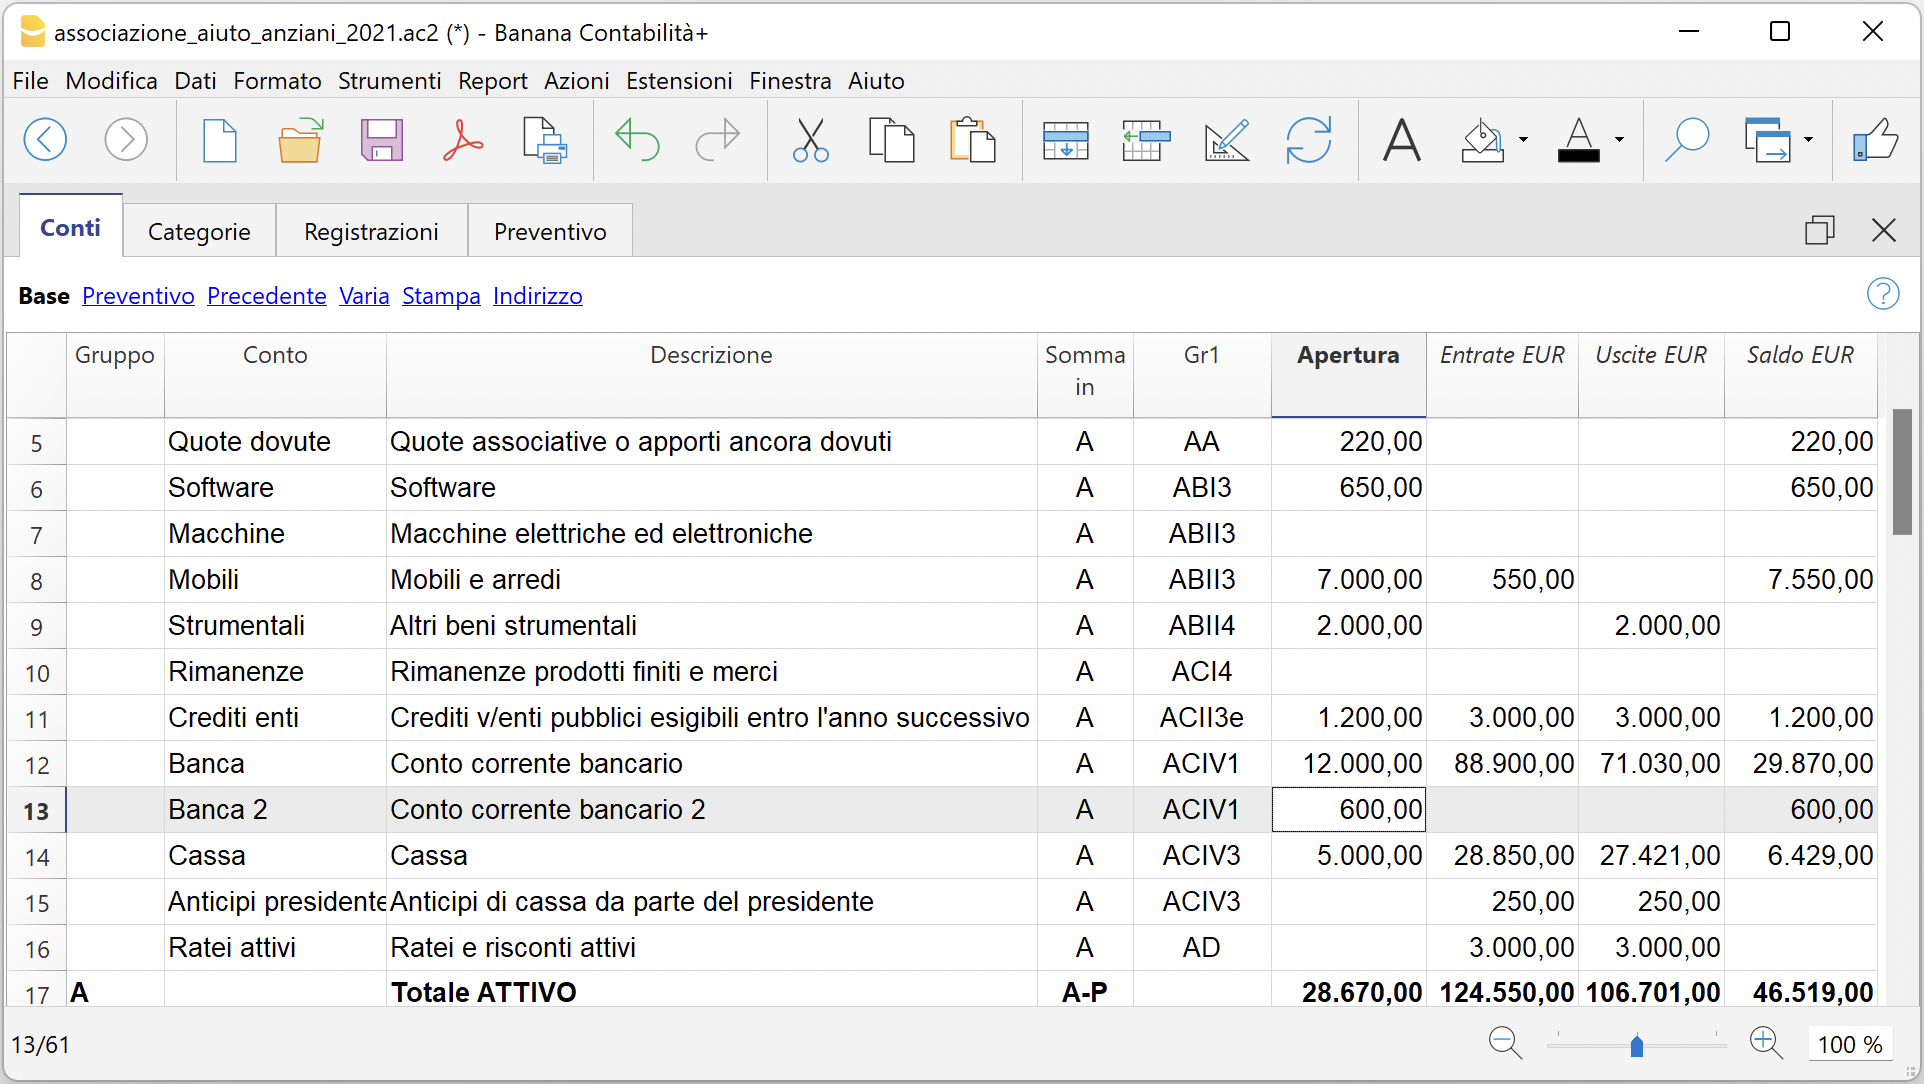 associazione_aiuto_anziani_2021.ac2 (*) - Banana Contabilità+
File Modifica Dati Formato Strumenti Report Azioni Estensioni Finestra Aiuto
Conti Categorie Registrazioni Preventivo
Base Preventivo Precedente Varia Stampa Indirizzo
Gruppo Conto Descrizione Somma in Gr1 Apertura Entrate EUR Uscite EUR Saldo EUR
5 Quote dovute Quote associative o apporti ancora dovuti A AA 220,00 220,00
6 Software Software A ABI3 650,00 650,00
7 Macchine Macchine elettriche ed elettroniche A ABII3
8 Mobili Mobili e arredi A ABII3 7.000,00 550,00 7.550,00
9 Strumentali Altri beni strumentali A ABII4 2.000,00 2.000,00
10 Rimanenze Rimanenze prodotti finiti e merci A ACI4
11 Crediti enti Crediti v/enti pubblici esigibili entro l'anno successivo A ACII3e 1.200,00 3.000,00 3.000,00 1.200,00
12 Banca Conto corrente bancario A ACIV1 12.000,00 88.900,00 71.030,00 29.870,00
13 Banca 2 Conto corrente bancario 2 A ACIV1 600,00 600,00
14 Cassa Cassa A ACIV3 5.000,00 28.850,00 27.421,00 6.429,00
15 Anticipi presidente Anticipi di cassa da parte del presidente A ACIV3 250,00 250,00
16 Ratei attivi Ratei e risconti attivi A AD 3.000,00 3.000,00
17 A Totale ATTIVO A-P 28.670,00 124.550,00 106.701,00 46.519,00
13/61 100 %